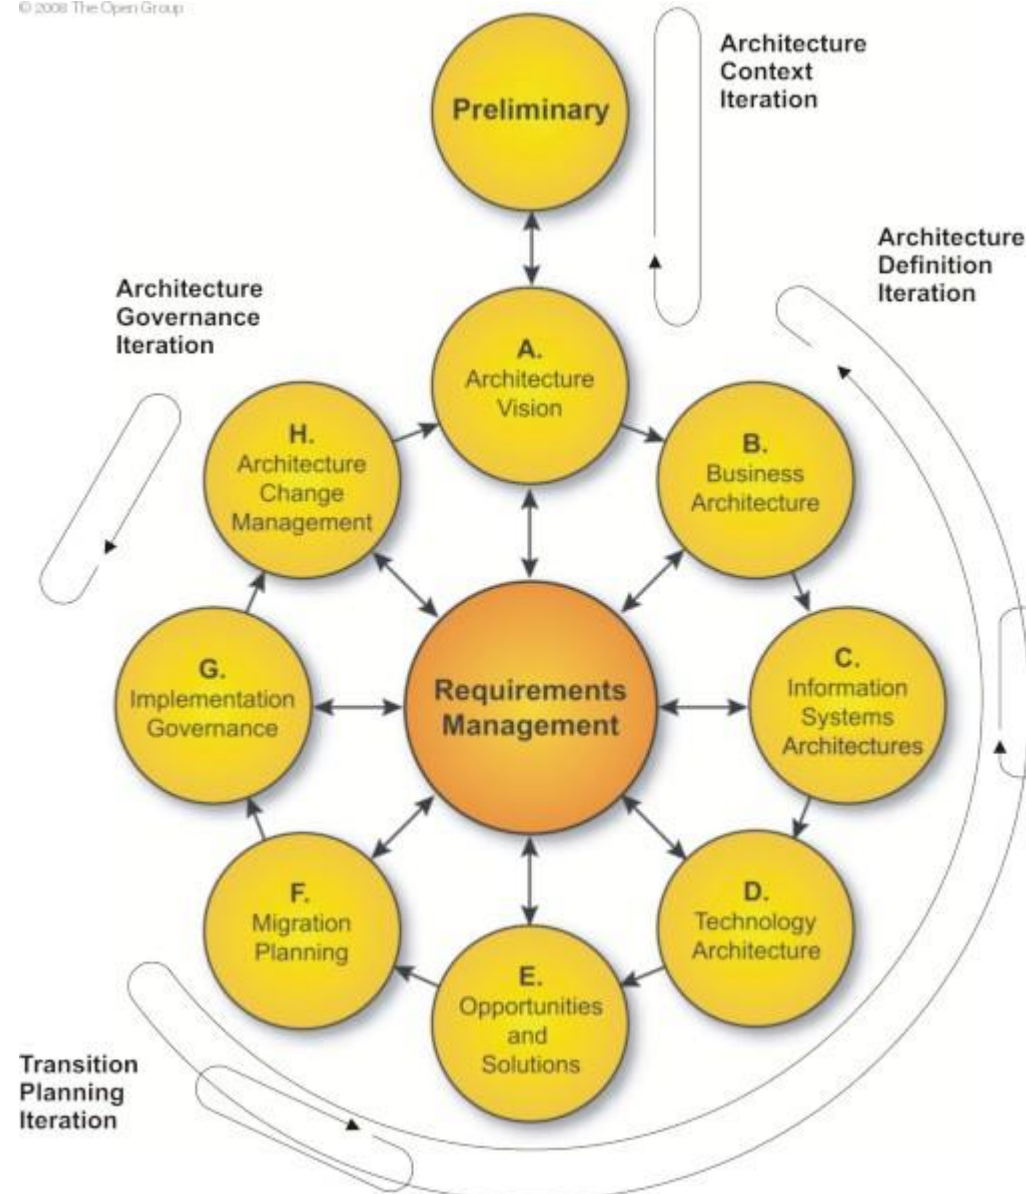 © 2008 The Open Group
Preliminary
Architecture
Context
Iteration
Architecture
Definition
Iteration
Architecture
Governance
Iteration
A.
Architecture
Vision
H.
Architecture
Change
Management
B.
Business
Architecture
G.
Implementation
Governance
Requirements
Management
C.
Information
Systems
Architectures
F.
Migration
Planning
D.
Technology
Architecture
E.
Opportunities
and
Solutions
Transition
Planning
Iteration